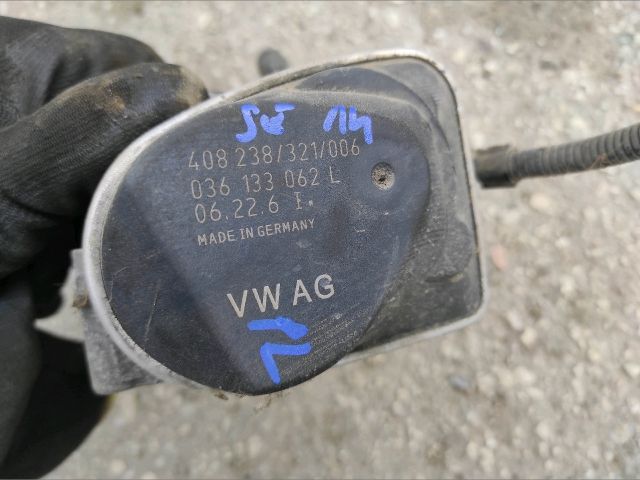 408 238/321/006
036 133 062 L
06.22.6 I.
MADE IN GERMANY
VW AG